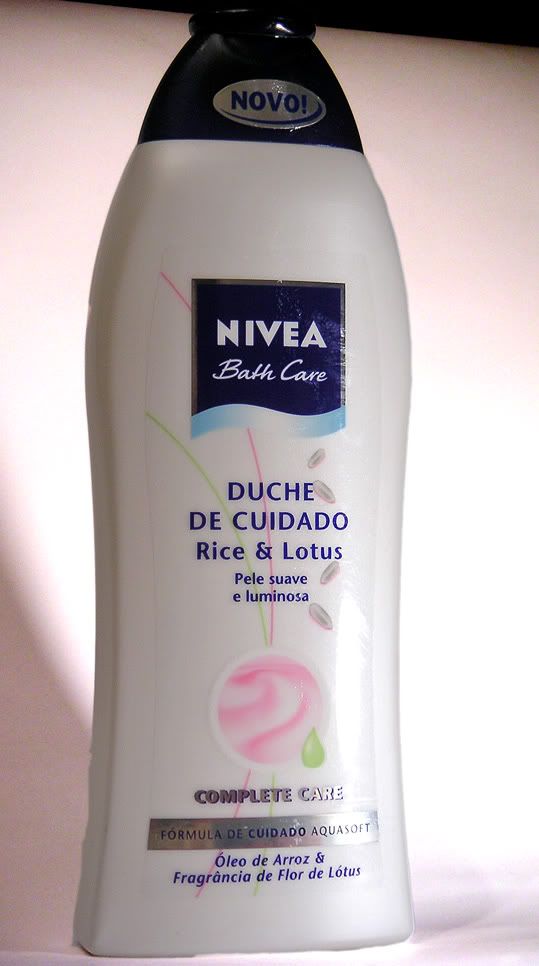 NOVO!
NIVEA
Bath Care
DUCHE
DE CUIDADO
Rice & Lotus
Pele suave
e luminosa
COMPLETE CARE
FÓRMULA DE CUIDADO AQUASOFT
Óleo de Arroz &
Fragrância de Flor de Lótus